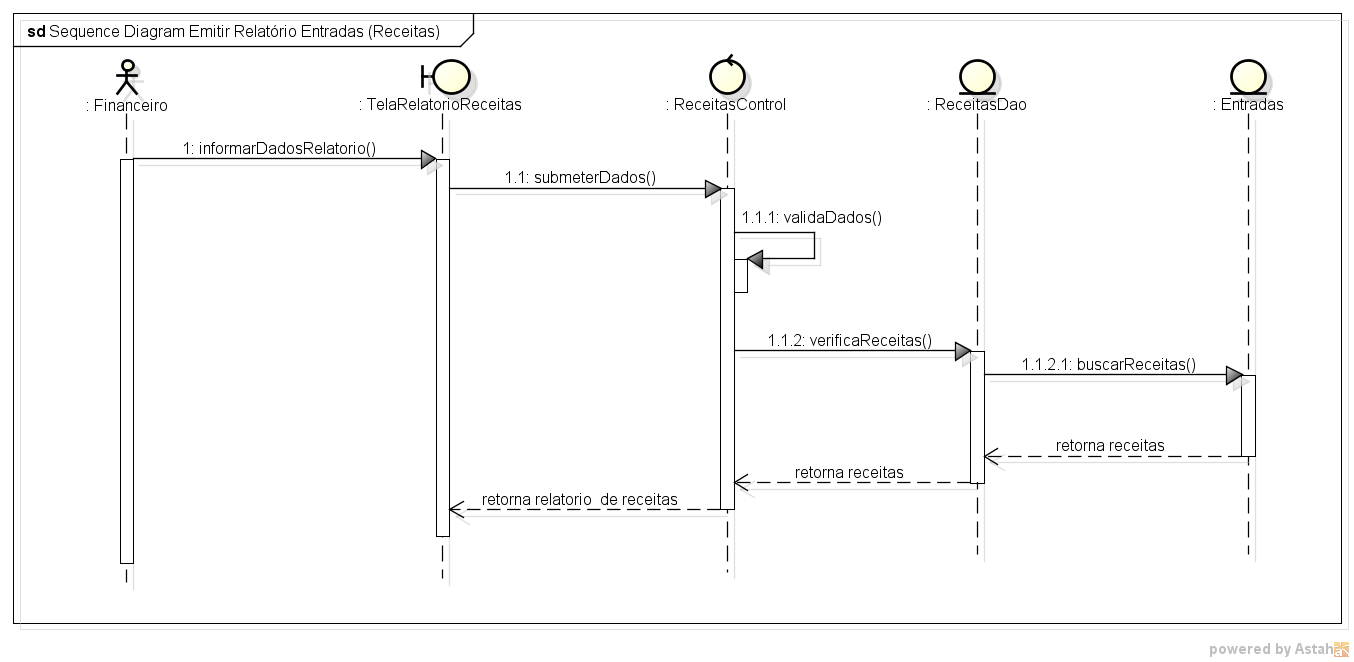 sd Sequence Diagram Emitir Relatório Entradas (Receitas)
: Financeiro
: TelaRelatorioReceitas
: ReceitasControl
: ReceitasDao
: Entradas
1: informarDadosRelatorio()
1.1: submeterDados()
1.1.1: validaDados()
1.1.2: verificaReceitas()
1.1.2.1: buscarReceitas()
retorna receitas
retorna receitas
retorna relatorio de receitas
powered by Astah